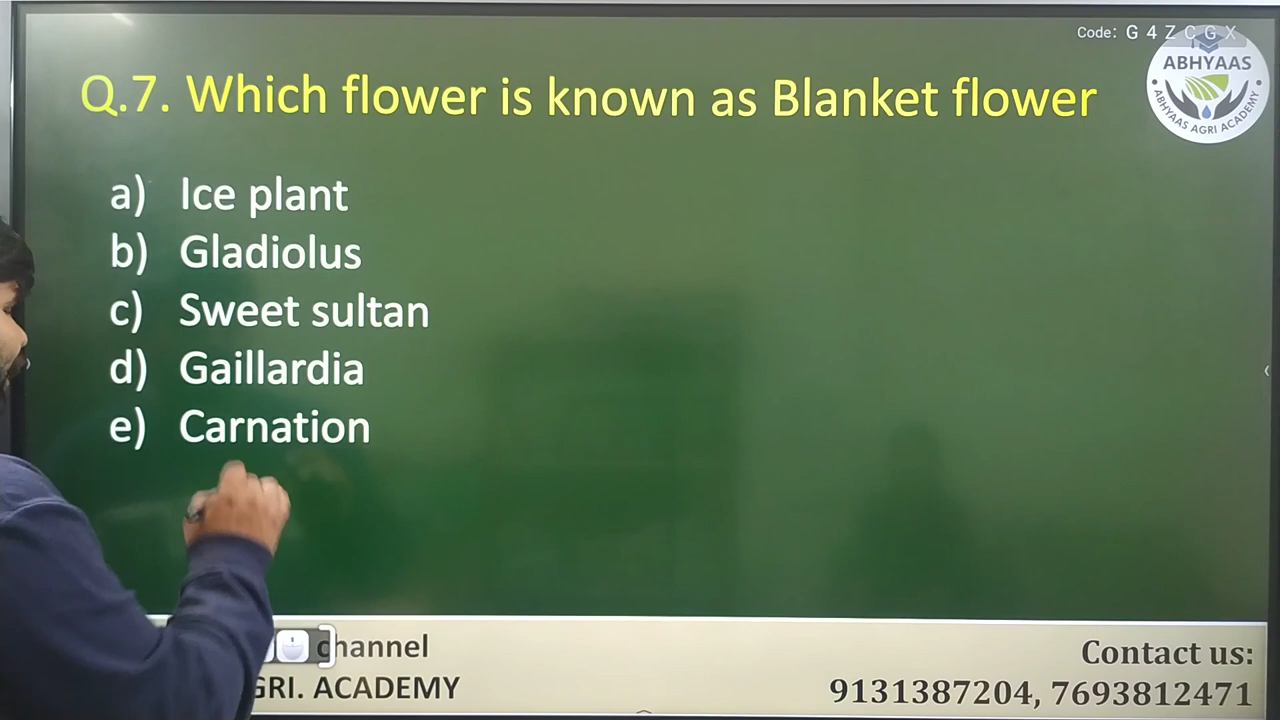 Code: G 4 Z C G X
ABHYAAS
ABHYAAS AGRI ACADEMY
Q.7. Which flower is known as Blanket flower
a) Ice plant
b) Gladiolus
c) Sweet sultan
d) Gaillardia
e) Carnation
channel
GRI. ACADEMY
Contact us:
9131387204, 7693812471